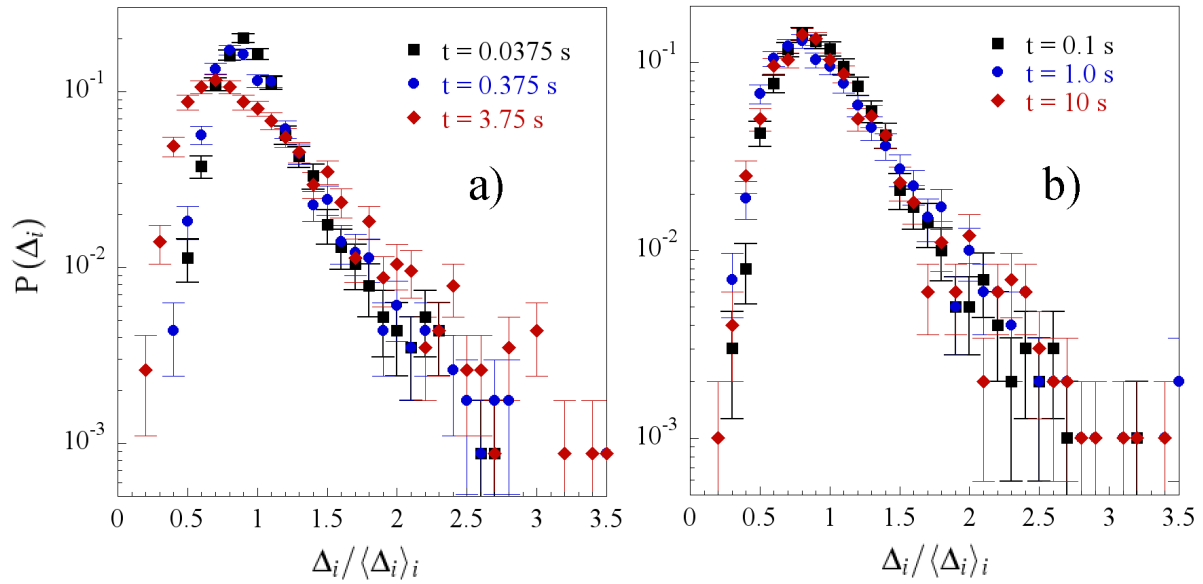 a)
t = 0.0375 s
t = 0.375 s
t = 3.75 s
P (Δᵢ)
10⁻¹
10⁻²
10⁻³
0 0.5 1 1.5 2 2.5 3 3.5
Δᵢ/⟨Δᵢ⟩ᵢ
b)
t = 0.1 s
t = 1.0 s
t = 10 s
10⁻¹
10⁻²
10⁻³
0 0.5 1 1.5 2 2.5 3 3.5
Δᵢ/⟨Δᵢ⟩ᵢ